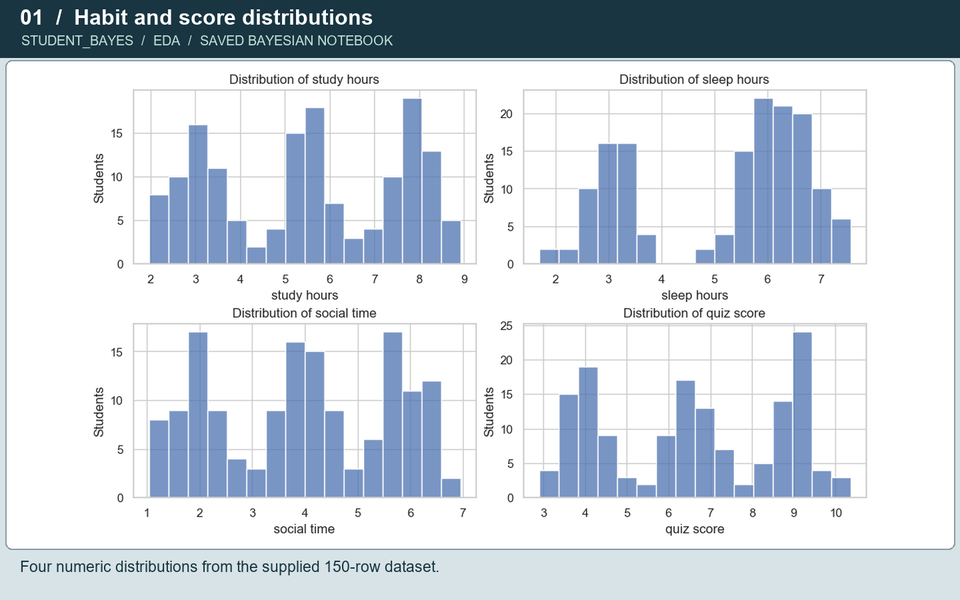 01 / Habit and score distributions
STUDENT_BAYES / EDA / SAVED BAYESIAN NOTEBOOK
Distribution of study hours
Students
15
10
5
0
2 3 4 5 6 7 8 9
study hours
Distribution of sleep hours
Students
20
15
10
5
0
2 3 4 5 6 7
sleep hours
Distribution of social time
Students
15
10
5
0
1 2 3 4 5 6 7
social time
Distribution of quiz score
Students
25
20
15
10
5
0
3 4 5 6 7 8 9 10
quiz score
Four numeric distributions from the supplied 150-row dataset.